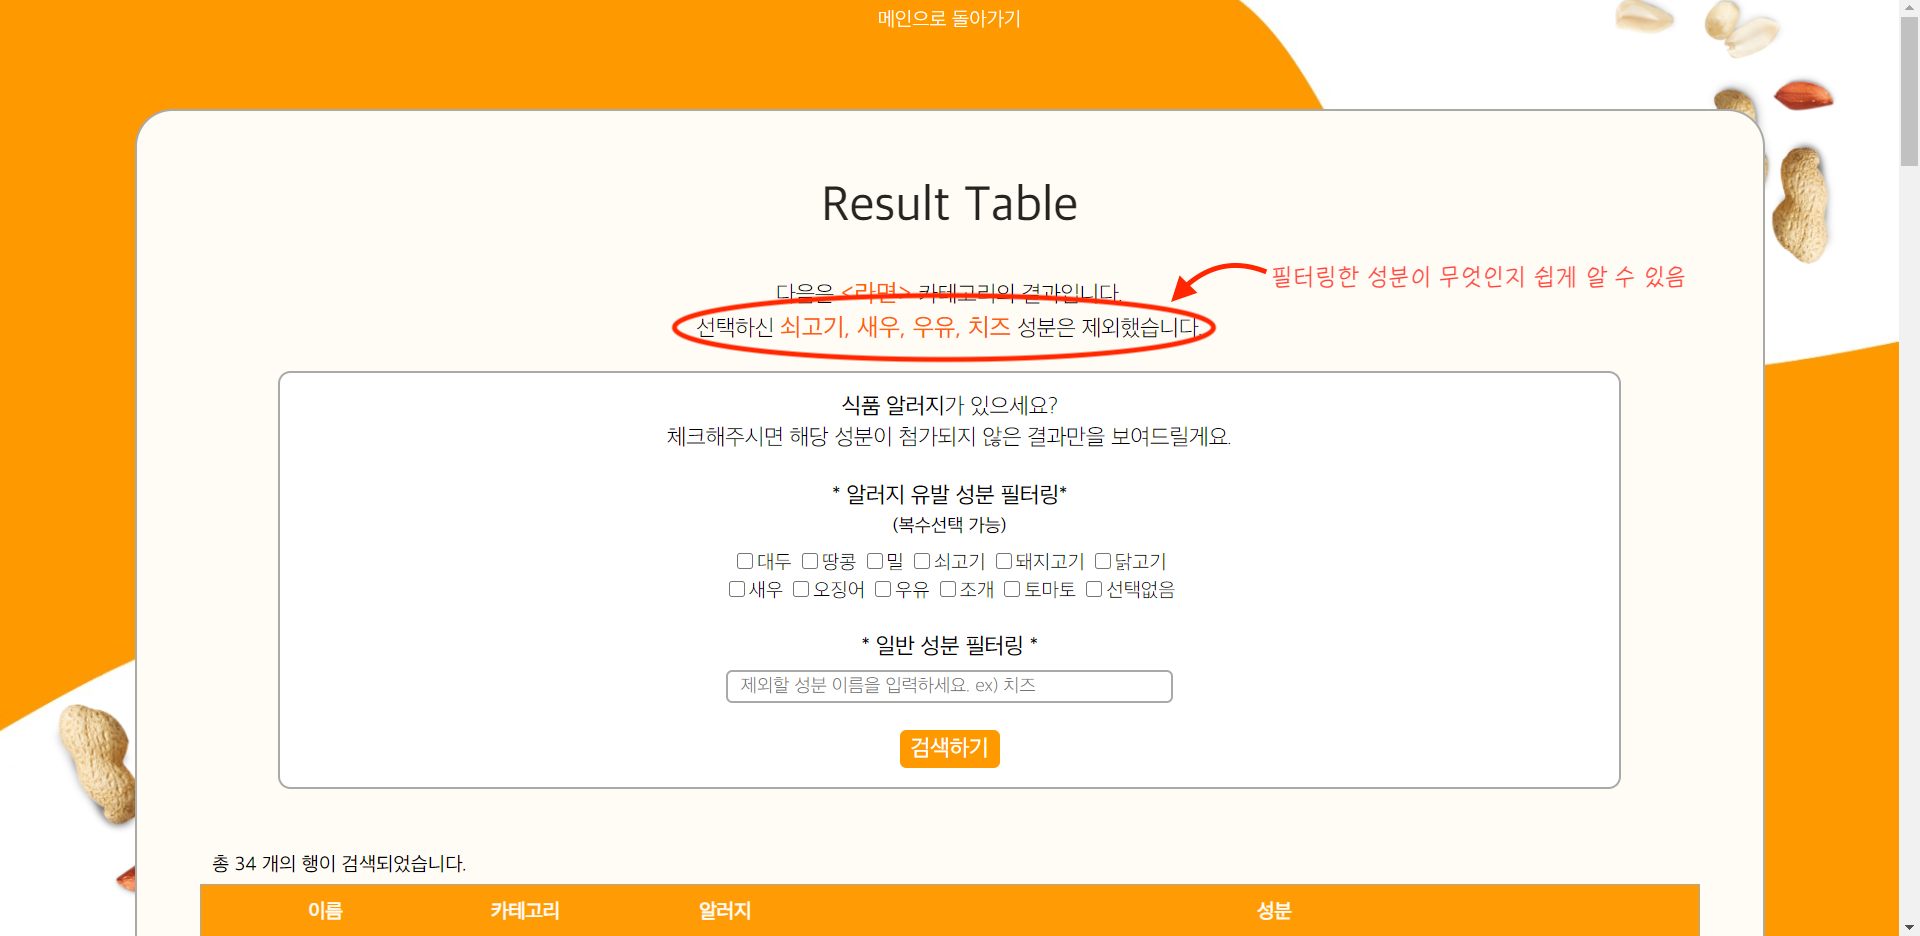 메인으로 돌아가기
Result Table
필터링한 성분이 무엇인지 쉽게 알 수 있음
다음은 <라면> 카테고리의 결과입니다.
선택하신 쇠고기, 새우, 우유, 치즈 성분은 제외했습니다.
식품 알러지가 있으세요?
체크해주시면 해당 성분이 첨가되지 않은 결과만을 보여드릴게요.
* 알러지 유발 성분 필터링*
(복수선택 가능)
대두 땅콩 밀 쇠고기 돼지고기 닭고기
새우 오징어 우유 조개 토마토 선택없음
* 일반 성분 필터링 *
제외할 성분 이름을 입력하세요. ex) 치즈
검색하기
총 34 개의 행이 검색되었습니다.
이름 카테고리 알러지 성분